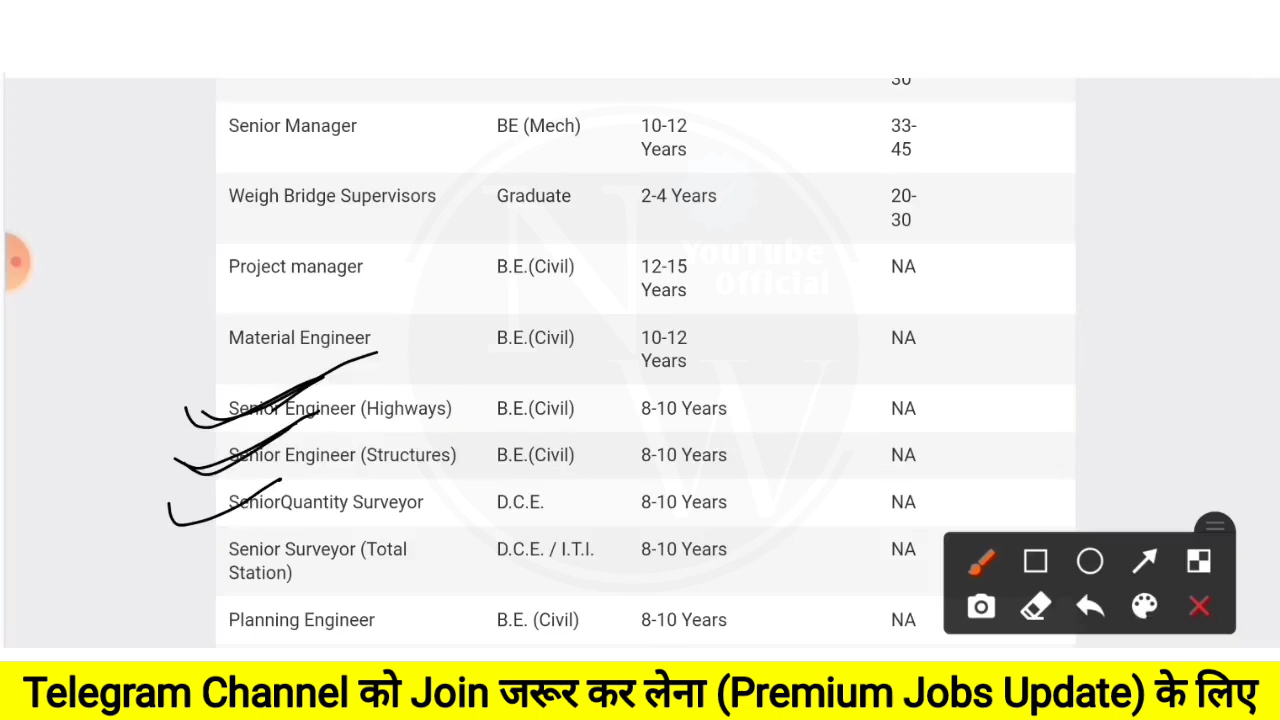 30
Senior Manager BE (Mech) 10-12 33-
Years 45
Weigh Bridge Supervisors Graduate 2-4 Years 20-
30
YouTube
Official
Project manager B.E.(Civil) 12-15 NA
Years
Material Engineer B.E.(Civil) 10-12 NA
Years
Senior Engineer (Highways) B.E.(Civil) 8-10 Years NA
Senior Engineer (Structures) B.E.(Civil) 8-10 Years NA
SeniorQuantity Surveyor D.C.E. 8-10 Years NA
Senior Surveyor (Total D.C.E. / I.T.I. 8-10 Years NA
Station)
Planning Engineer B.E. (Civil) 8-10 Years NA
N
W
Telegram Channel को Join जरूर कर लेना (Premium Jobs Update) के लिए